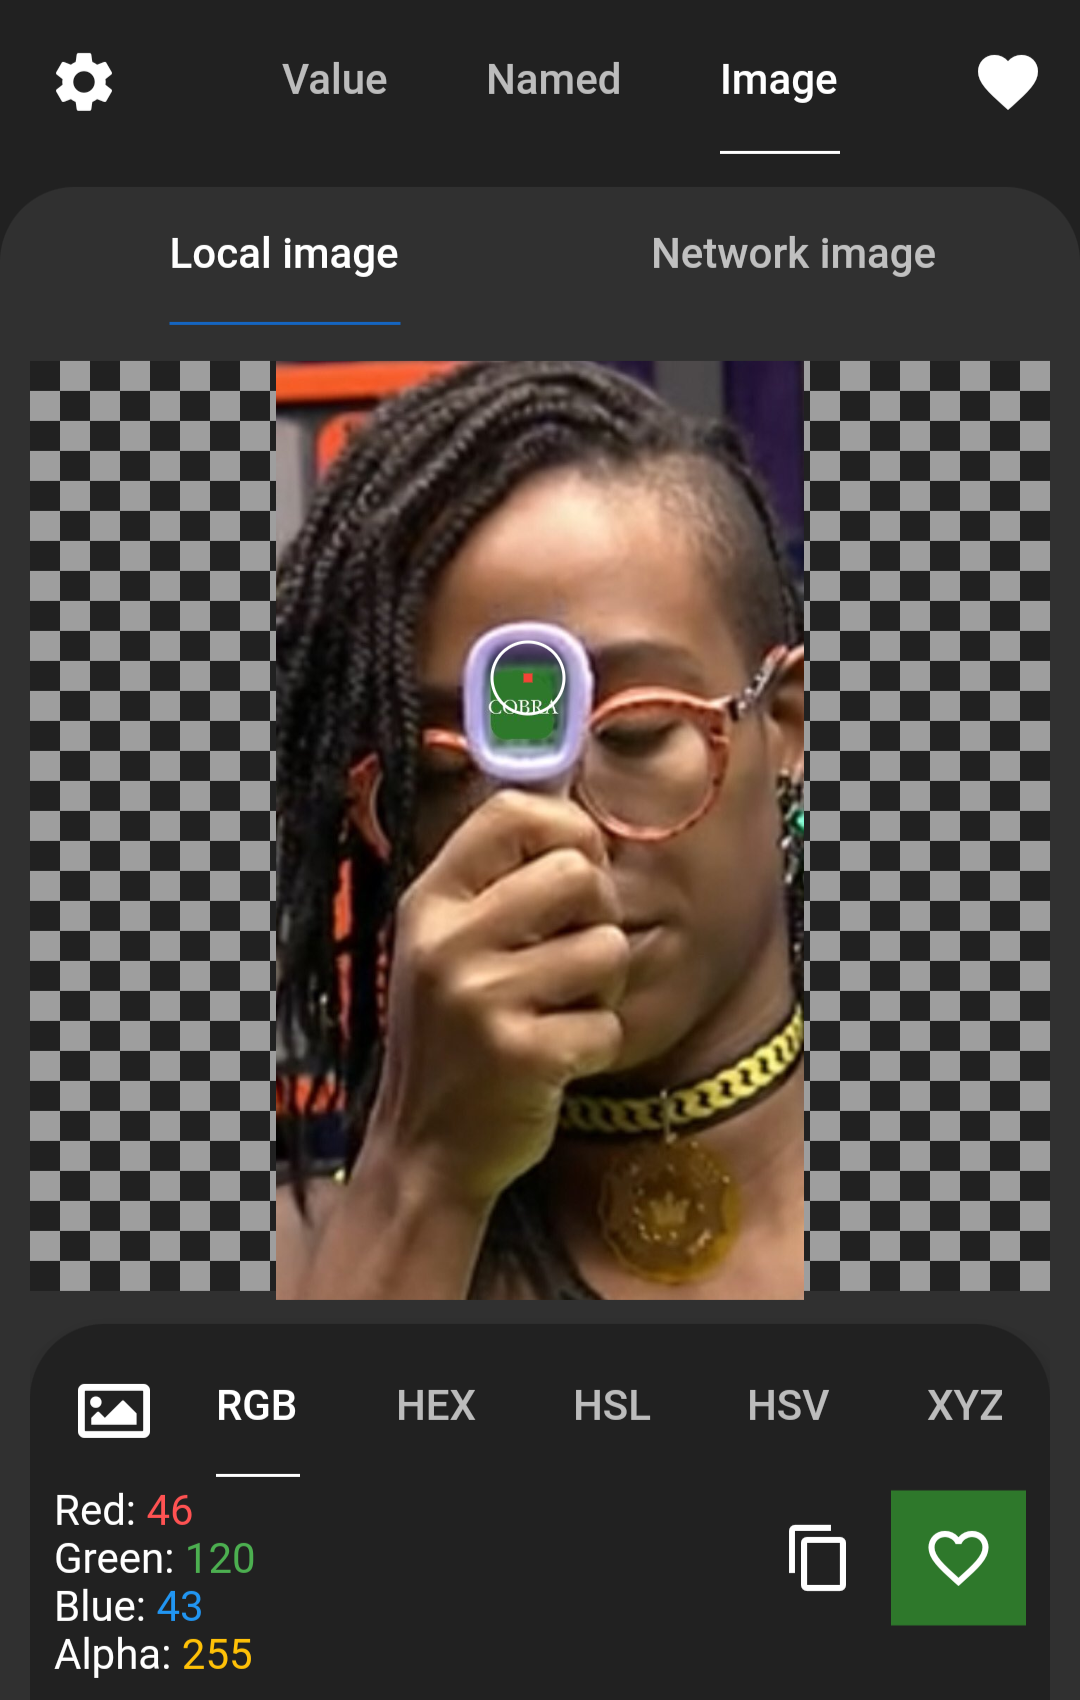 Value Named Image
Local image Network image
COBRA
RGB HEX HSL HSV XYZ
Red: 46
Green: 120
Blue: 43
Alpha: 255